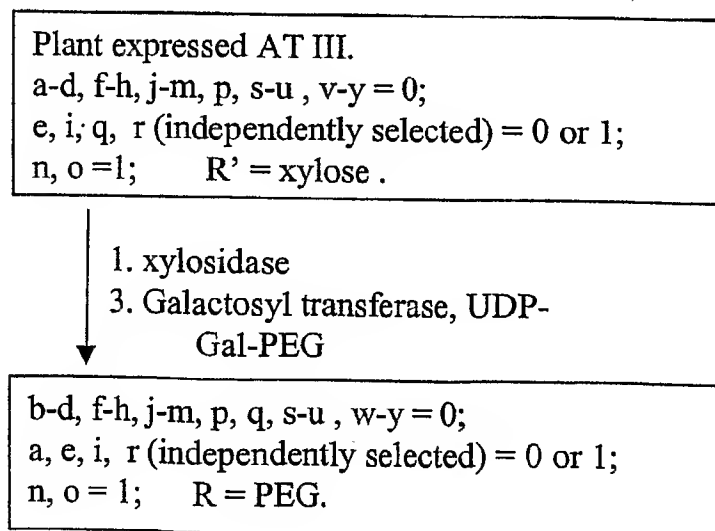 Plant expressed AT III.
a-d, f-h, j-m, p, s-u , v-y = 0;
e, i, q, r (independently selected) = 0 or 1;
n, o =1; R’ = xylose .
1. xylosidase
3. Galactosyl transferase, UDP-
Gal-PEG
b-d, f-h, j-m, p, q, s-u , w-y = 0;
a, e, i, r (independently selected) = 0 or 1;
n, o = 1; R = PEG.